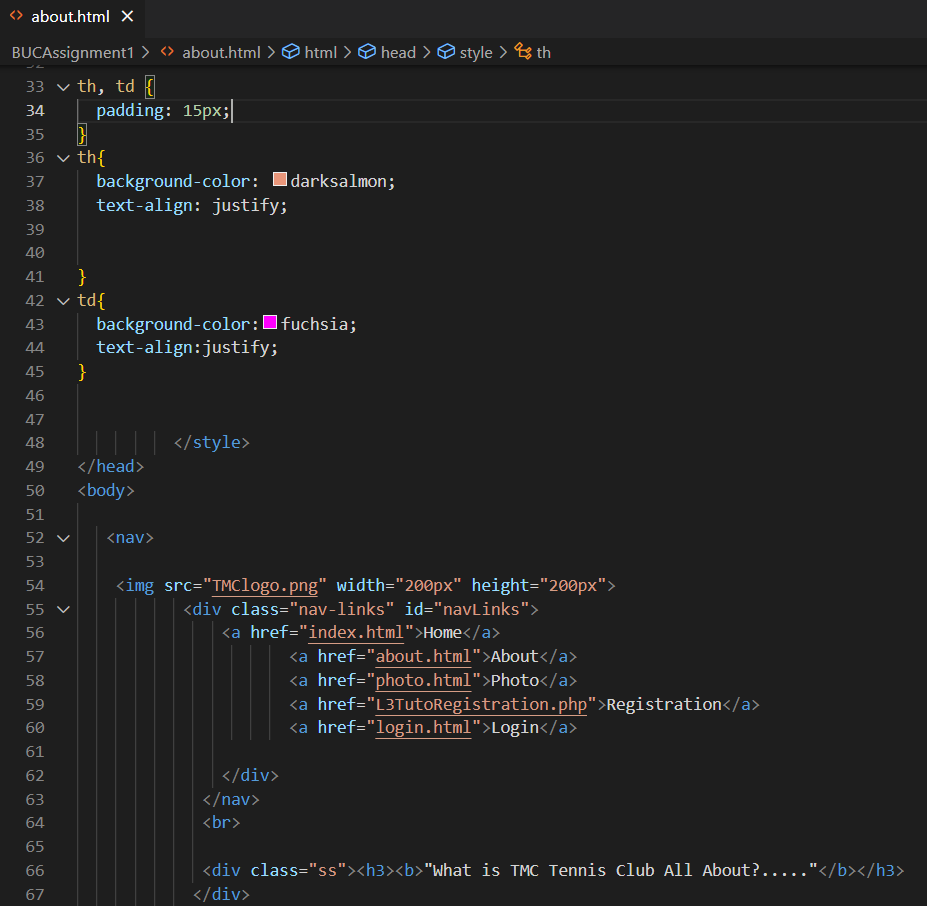 about.html
BUCAssignment1 > about.html > html > head > style > th
32
33 th, td {
34 padding: 15px;
35 }
36 th{
37 background-color: darksalmon;
38 text-align: justify;
39
40
41 }
42 td{
43 background-color: fuchsia;
44 text-align:justify;
45 }
46
47
48 </style>
49 </head>
50 <body>
51
52 <nav>
53
54 <img src="TMClogo.png" width="200px" height="200px">
55 <div class="nav-links" id="navLinks">
56 <a href="index.html">Home</a>
57 <a href="about.html">About</a>
58 <a href="photo.html">Photo</a>
59 <a href="L3TutoRegistration.php">Registration</a>
60 <a href="login.html">Login</a>
61
62 </div>
63 </nav>
64 <br>
65
66 <div class="ss"><h3><b>"What is TMC Tennis Club All About?....."</b></h3>
67 </div>